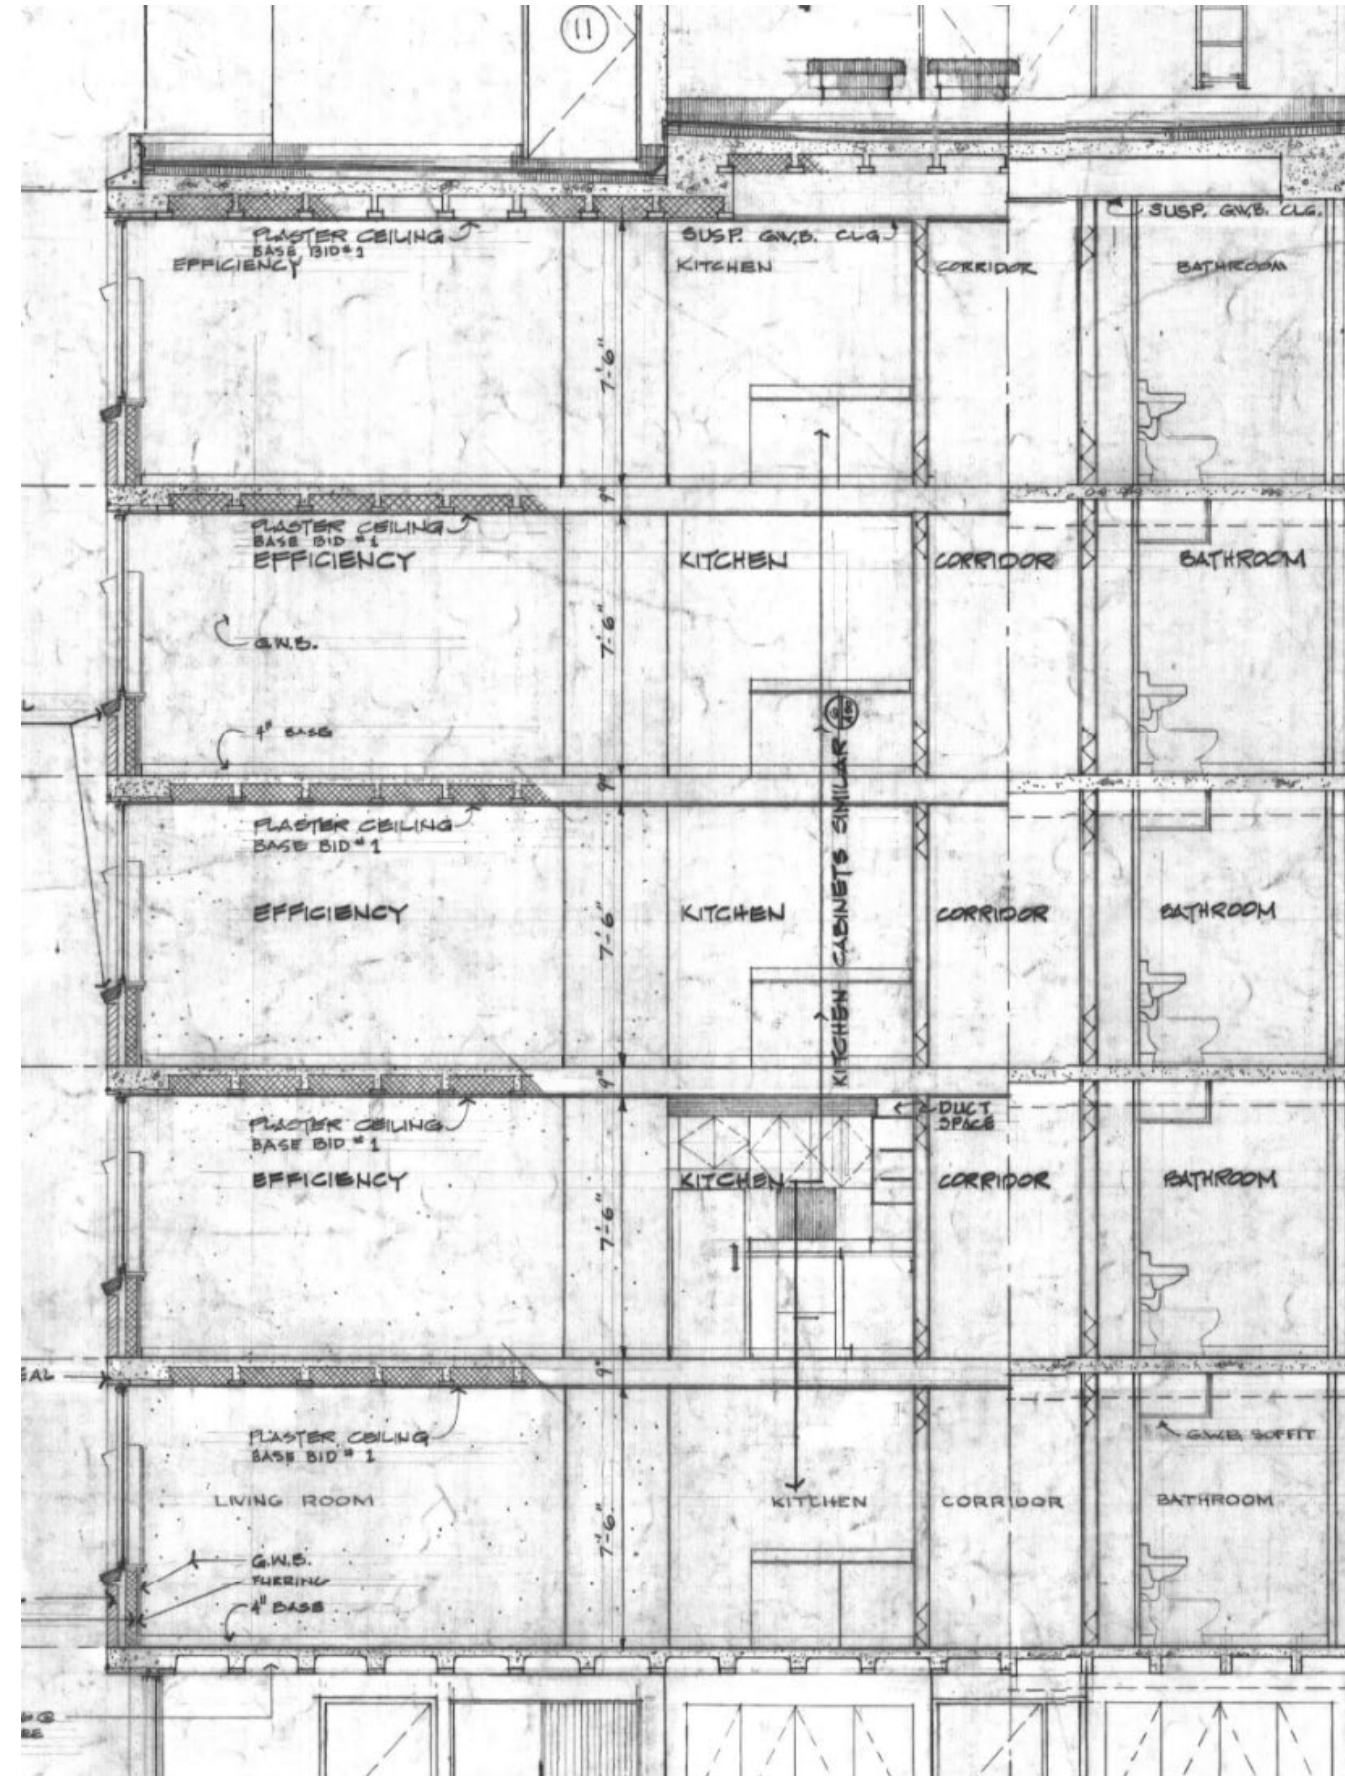 11
SUSP. G.W.B. CLG.
PLASTER CEILING
BASE BID #1
EFFICIENCY
SUSP. G.W.B. CLG.
KITCHEN
CORRIDOR
BATHROOM
7'-6"
9"
PLASTER CEILING
BASE BID #1
EFFICIENCY
KITCHEN
CORRIDOR
BATHROOM
7'-6"
G.W.B.
4" BASE
9"
KITCHEN CABINETS SIMILAR
PLASTER CEILING
BASE BID #1
EFFICIENCY
KITCHEN
CORRIDOR
BATHROOM
7'-6"
9"
DUCT
SPACE
PLASTER CEILING
BASE BID #1
EFFICIENCY
KITCHEN
CORRIDOR
BATHROOM
7'-6"
9"
EAL
PLASTER CEILING
BASE BID #1
G.W.B. SOFFIT
LIVING ROOM
KITCHEN
CORRIDOR
BATHROOM
7'-6"
G.W.B.
FURRING
4" BASE